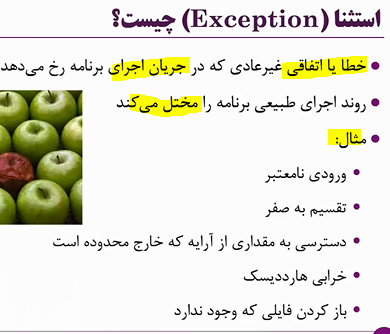 استثنا (Exception) چیست؟
خطا یا اتفاقی غیرعادی که در جریان اجرای برنامه رخ می‌دهد
روند اجرای طبیعی برنامه را مختل می‌کند
مثال:
ورودی نامعتبر
تقسیم به صفر
دسترسی به مقداری از آرایه که خارج محدوده است
خرابی هارددیسک
باز کردن فایلی که وجود ندارد